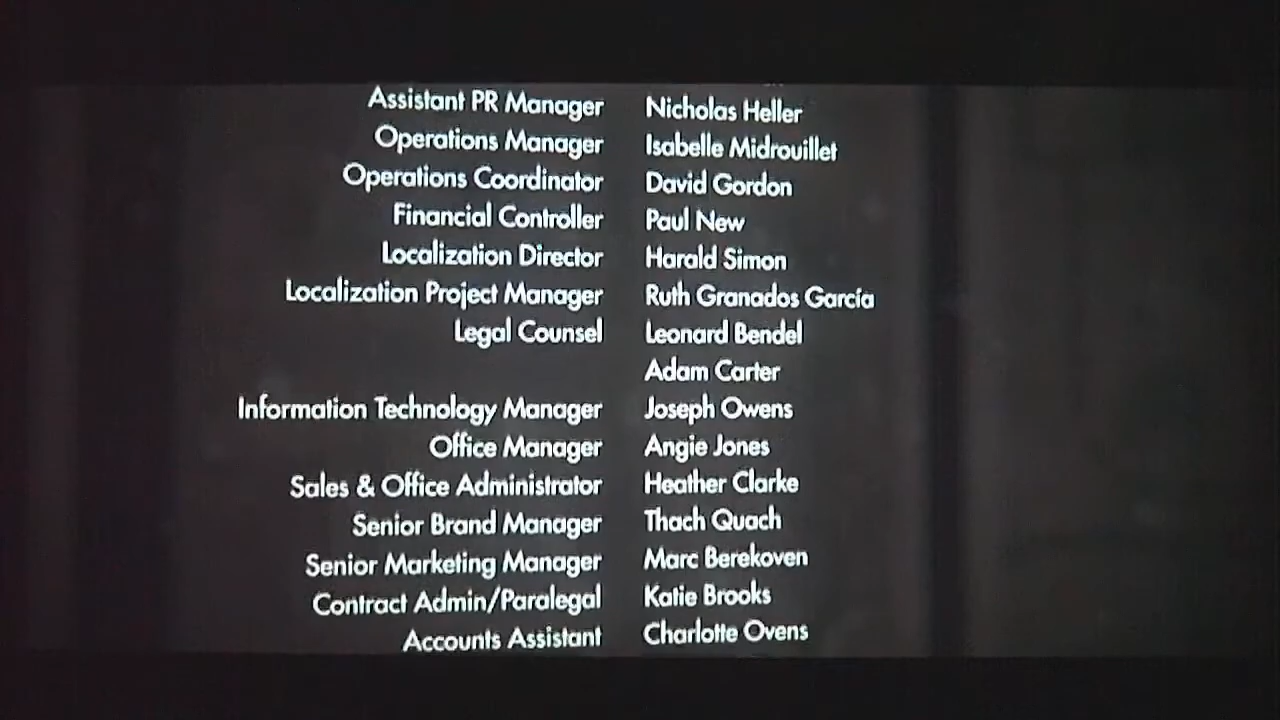 Assistant PR Manager Nicholas Heller
Operations Manager Isabelle Midrouillet
Operations Coordinator David Gordon
Financial Controller Paul New
Localization Director Harald Simon
Localization Project Manager Ruth Granados García
Legal Counsel Leonard Bendel
Adam Carter
Information Technology Manager Joseph Owens
Office Manager Angie Jones
Sales & Office Administrator Heather Clarke
Senior Brand Manager Thach Quach
Senior Marketing Manager Marc Berekoven
Contract Admin/Paralegal Katie Brooks
Accounts Assistant Charlotte Ovens